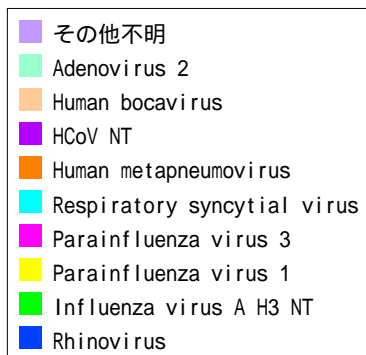 その他不明
Adenovirus 2
Human bocavirus
HCoV NT
Human metapneumovirus
Respiratory syncytial virus
Parainfluenza virus 3
Parainfluenza virus 1
Influenza virus A H3 NT
Rhinovirus